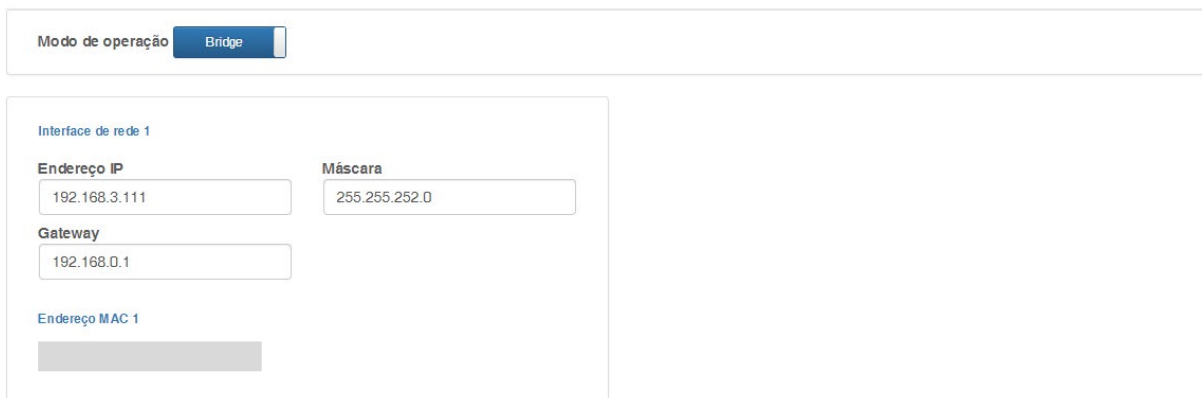 Modo de operação Bridge
Interface de rede 1
Endereço IP Máscara
192.168.3.111 255.255.252.0
Gateway
192.168.0.1
Endereço MAC 1